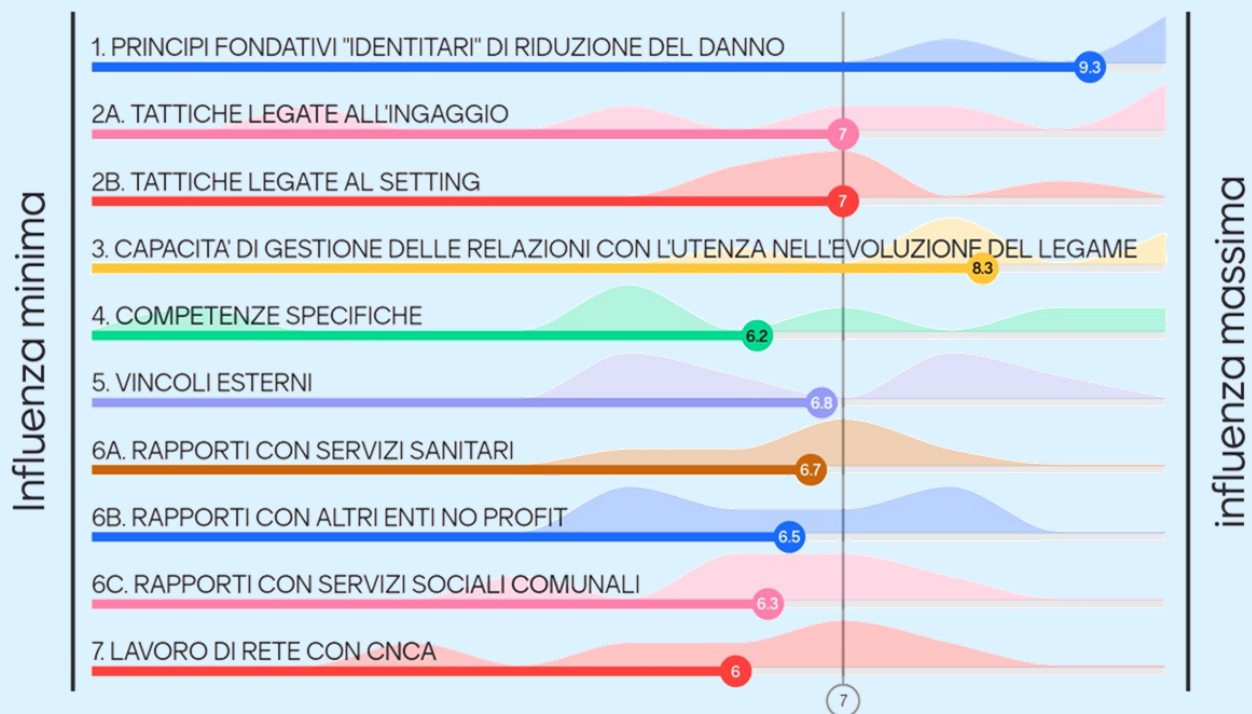 Influenza minima
1. PRINCIPI FONDATIVI "IDENTITARI" DI RIDUZIONE DEL DANNO
9.3
2A. TATTICHE LEGATE ALL'INGAGGIO
7
2B. TATTICHE LEGATE AL SETTING
7
3. CAPACITA' DI GESTIONE DELLE RELAZIONI CON L'UTENZA NELL'EVOLUZIONE DEL LEGAME
8.3
4. COMPETENZE SPECIFICHE
6.2
5. VINCOLI ESTERNI
6.8
6A. RAPPORTI CON SERVIZI SANITARI
6.7
6B. RAPPORTI CON ALTRI ENTI NO PROFIT
6.5
6C. RAPPORTI CON SERVIZI SOCIALI COMUNALI
6.3
7. LAVORO DI RETE CON CNCA
6
7
influenza massima